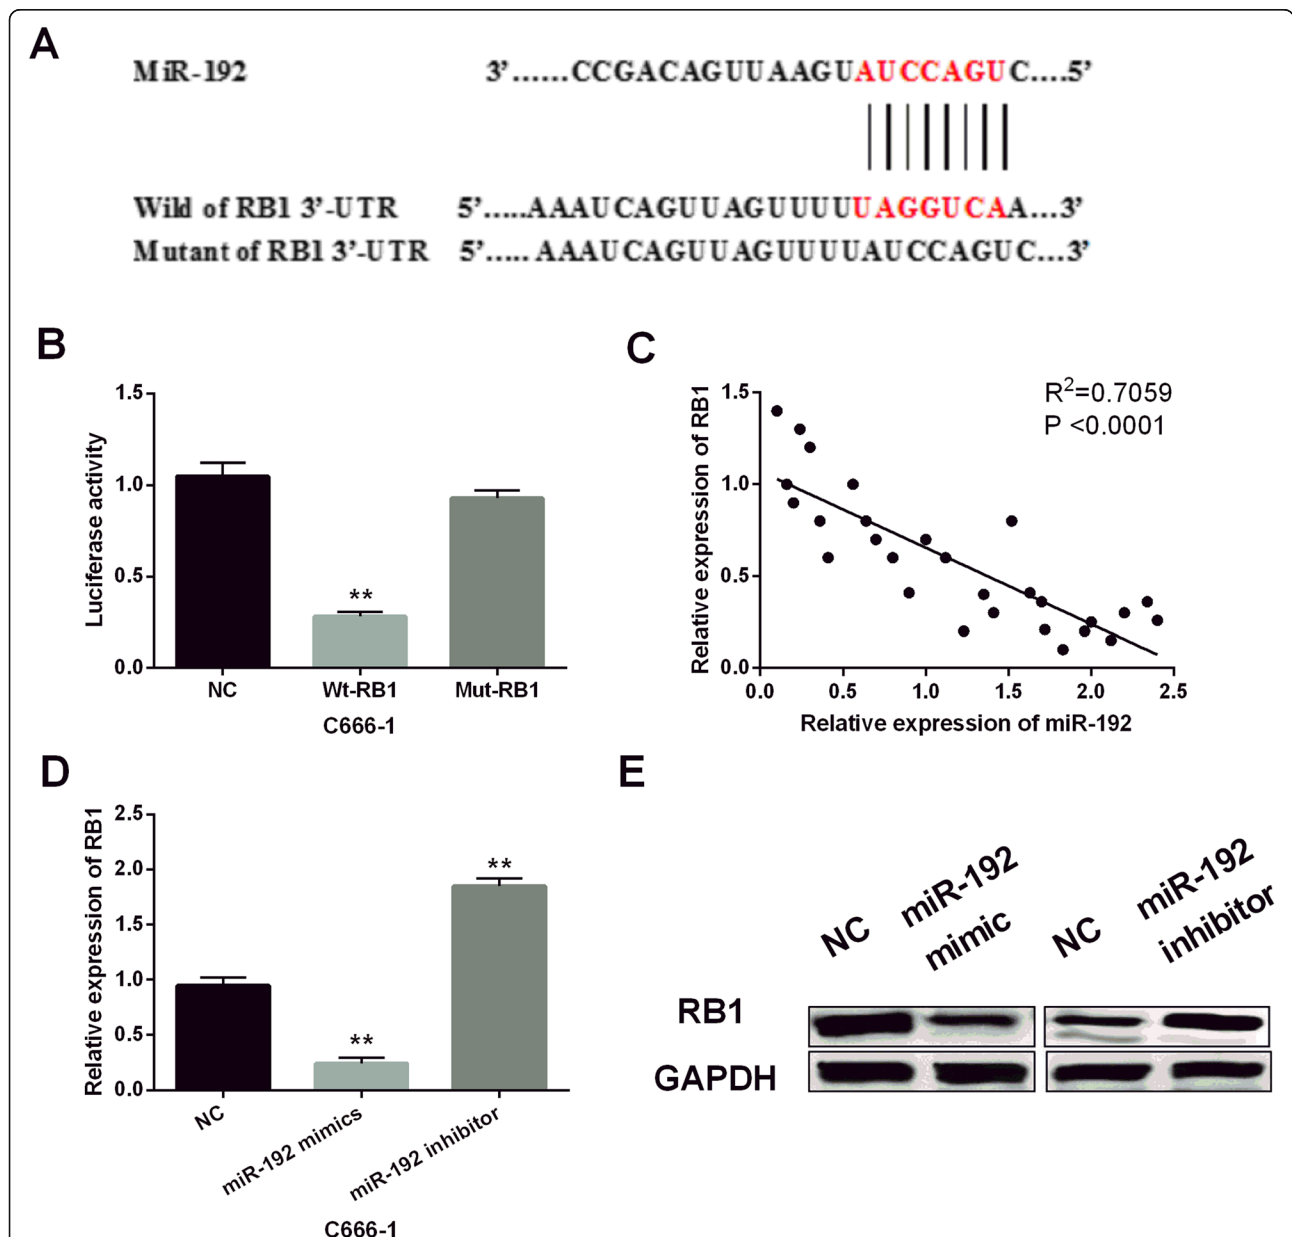 A
MiR-192 3’......CCGACAGUUAAGUAUCCAGUC....5’
Wild of RB1 3’-UTR 5’.....AAAUCAGUUAGUUUUUAGGUCAA...3’
Mutant of RB1 3’-UTR 5’..... AAAUCAGUUAGUUUUAUCCAGUC...3’
B
Luciferase activity
1.5
1.0
0.5
0.0
**
NC Wt-RB1 Mut-RB1
C666-1
C
Relative expression of RB1
R2=0.7059
P <0.0001
1.5
1.0
0.5
0.0
0.0 0.5 1.0 1.5 2.0 2.5
Relative expression of miR-192
D
Relative expression of RB1
2.5
2.0
1.5
1.0
0.5
0.0
**
**
NC
miR-192 mimics
miR-192 inhibitor
C666-1
E
NC
miR-192
mimic
NC
miR-192
inhibitor
RB1
GAPDH